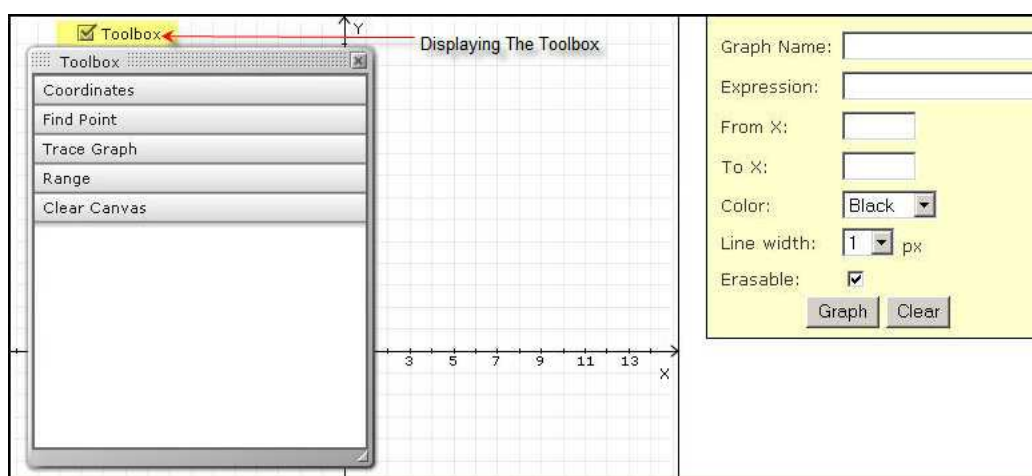 Toolbox
Y
Displaying The Toolbox
Toolbox
Coordinates
Find Point
Trace Graph
Range
Clear Canvas
3 5 7 9 11 13
X
Graph Name:
Expression:
From X:
To X:
Color: Black
Line width: 1 px
Erasable:
Graph Clear